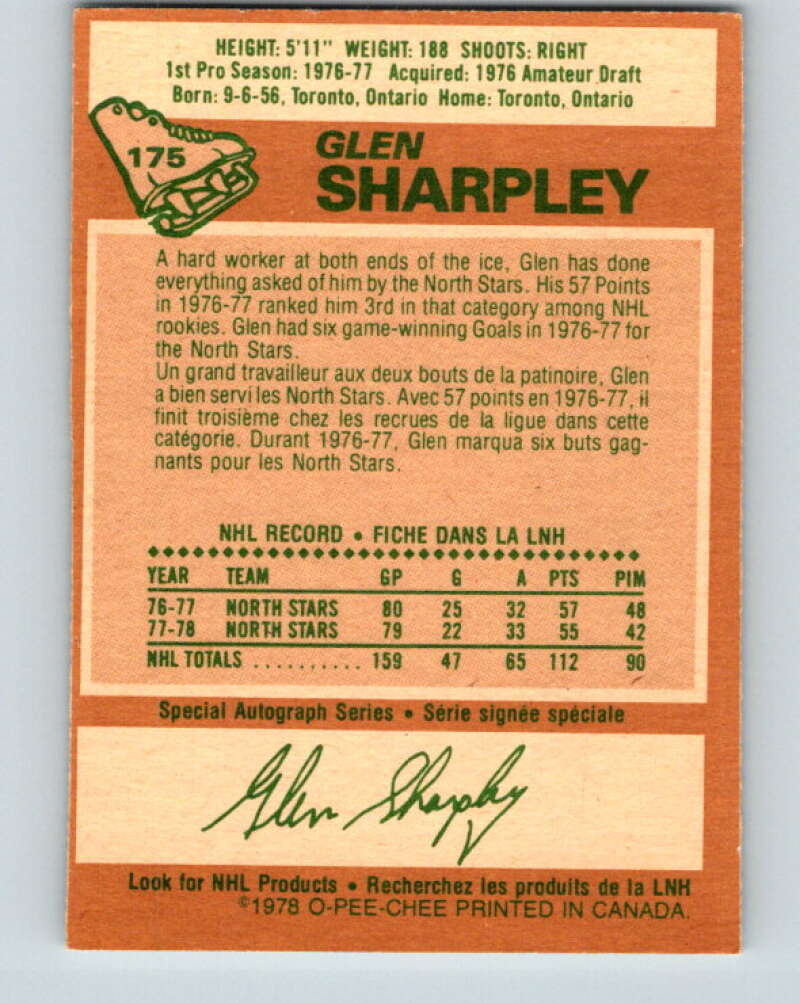 HEIGHT: 5'11" WEIGHT: 188 SHOOTS: RIGHT
1st Pro Season: 1976-77 Acquired: 1976 Amateur Draft
Born: 9-6-56, Toronto, Ontario Home: Toronto, Ontario
175
GLEN
SHARPLEY
A hard worker at both ends of the ice, Glen has done
everything asked of him by the North Stars. His 57 Points
in 1976-77 ranked him 3rd in that category among NHL
rookies. Glen had six game-winning Goals in 1976-77 for
the North Stars.
Un grand travailleur aux deux bouts de la patinoire, Glen
a bien servi les North Stars. Avec 57 points en 1976-77, il
finit troisième chez les recrues de la ligue dans cette
catégorie. Durant 1976-77, Glen marqua six buts gag-
nants pour les North Stars.
NHL RECORD • FICHE DANS LA LNH
YEAR TEAM GP G A PTS PIM
76-77 NORTH STARS 80 25 32 57 48
77-78 NORTH STARS 79 22 33 55 42
NHL TOTALS .......... 159 47 65 112 90
Special Autograph Series • Série signée spéciale
Glen Sharpley
Look for NHL Products • Recherchez les produits de la LNH
©1978 O-PEE-CHEE PRINTED IN CANADA.